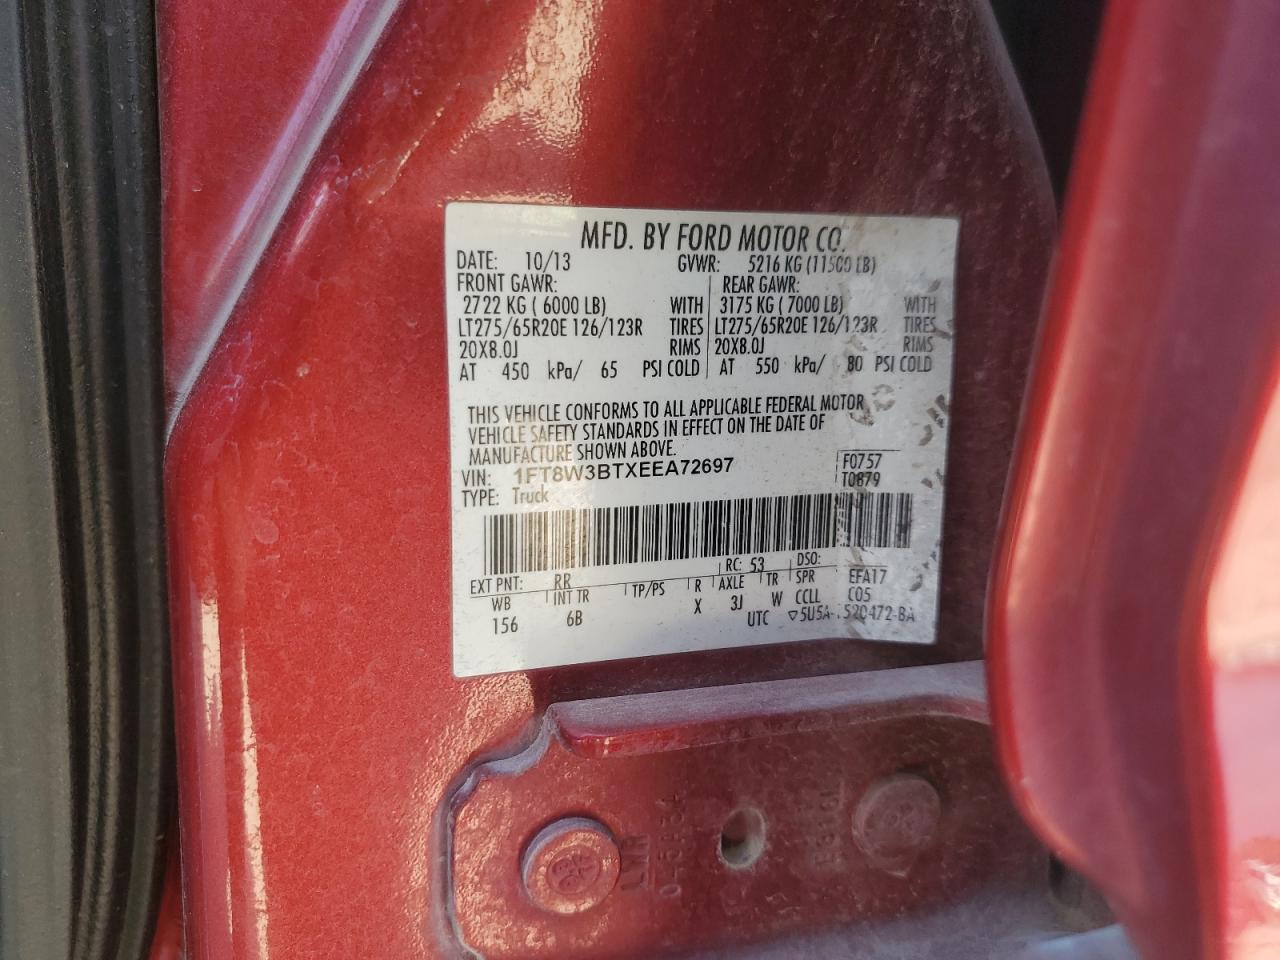 MFD. BY FORD MOTOR CO.
DATE: 10/13 GVWR: 5216 KG (11500 LB)
FRONT GAWR: REAR GAWR:
2722 KG ( 6000 LB) WITH 3175 KG ( 7000 LB) WITH
LT275/65R20E 126/123R TIRES LT275/65R20E 126/123R TIRES
20X8.0J RIMS 20X8.0J RIMS
AT 450 kPa/ 65 PSI COLD AT 550 kPa/ 80 PSI COLD
THIS VEHICLE CONFORMS TO ALL APPLICABLE FEDERAL MOTOR
VEHICLE SAFETY STANDARDS IN EFFECT ON THE DATE OF
MANUFACTURE SHOWN ABOVE.
VIN: 1FT8W3BTXEEA72697 F0757
TYPE: Truck T0879
RC: 53 DSO:
EXT PNT: RR R AXLE TR SPR EFA17
WB INT TR TP/PS X 3J W CCLL C05
156 6B UTC ▽5U5A- 520472-BA